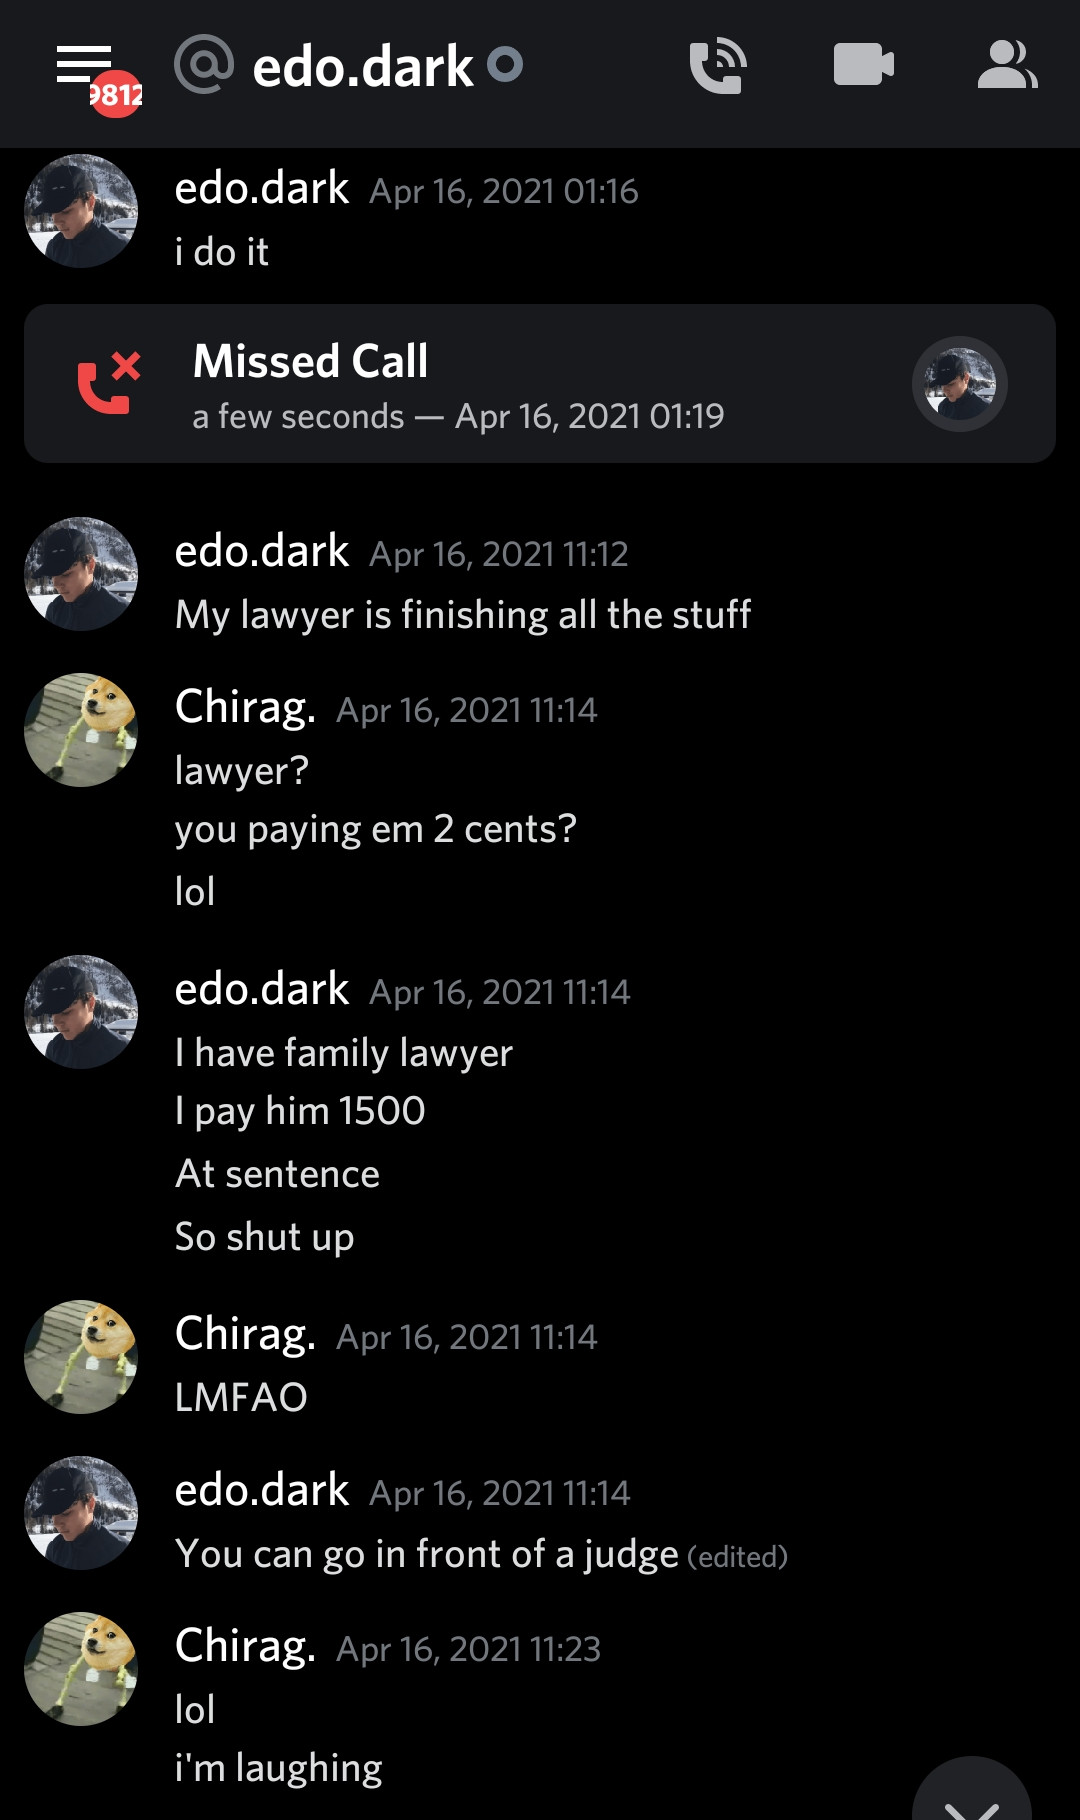 9812
@ edo.dark
edo.dark Apr 16, 2021 01:16
i do it
Missed Call
a few seconds — Apr 16, 2021 01:19
edo.dark Apr 16, 2021 11:12
My lawyer is finishing all the stuff
Chirag. Apr 16, 2021 11:14
lawyer?
you paying em 2 cents?
lol
edo.dark Apr 16, 2021 11:14
I have family lawyer
I pay him 1500
At sentence
So shut up
Chirag. Apr 16, 2021 11:14
LMFAO
edo.dark Apr 16, 2021 11:14
You can go in front of a judge (edited)
Chirag. Apr 16, 2021 11:23
lol
i'm laughing